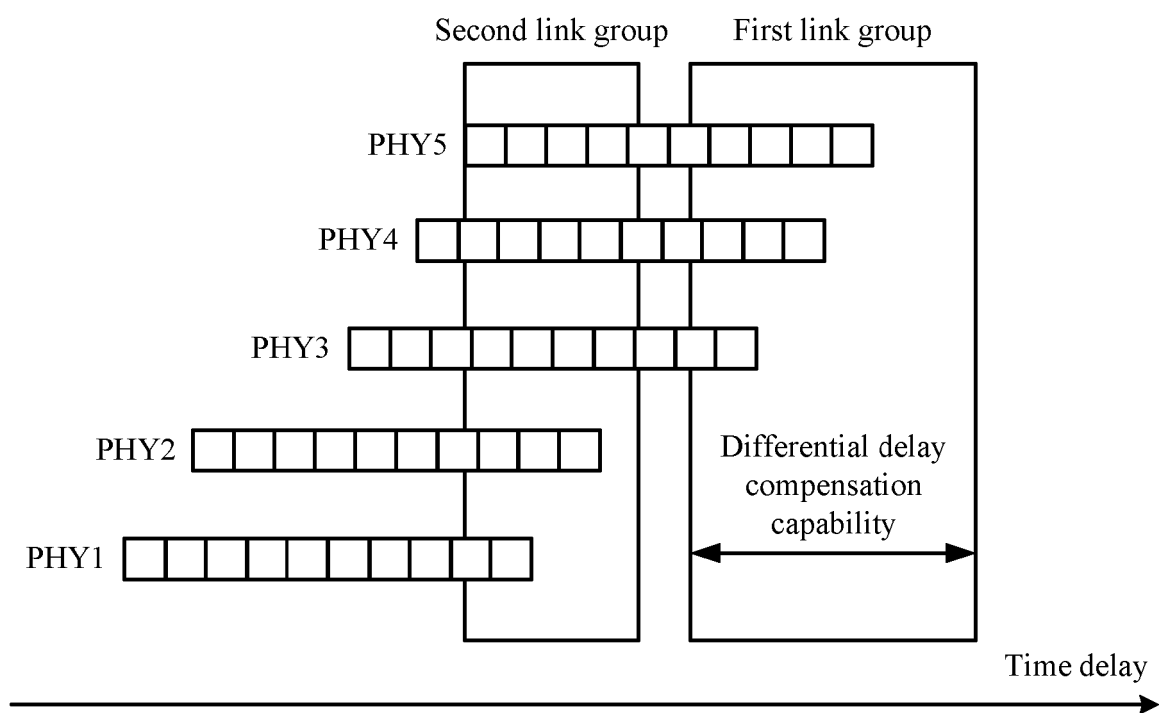 Second link group
First link group
PHY5
PHY4
PHY3
PHY2
Differential delay
compensation
capability
PHY1
Time delay